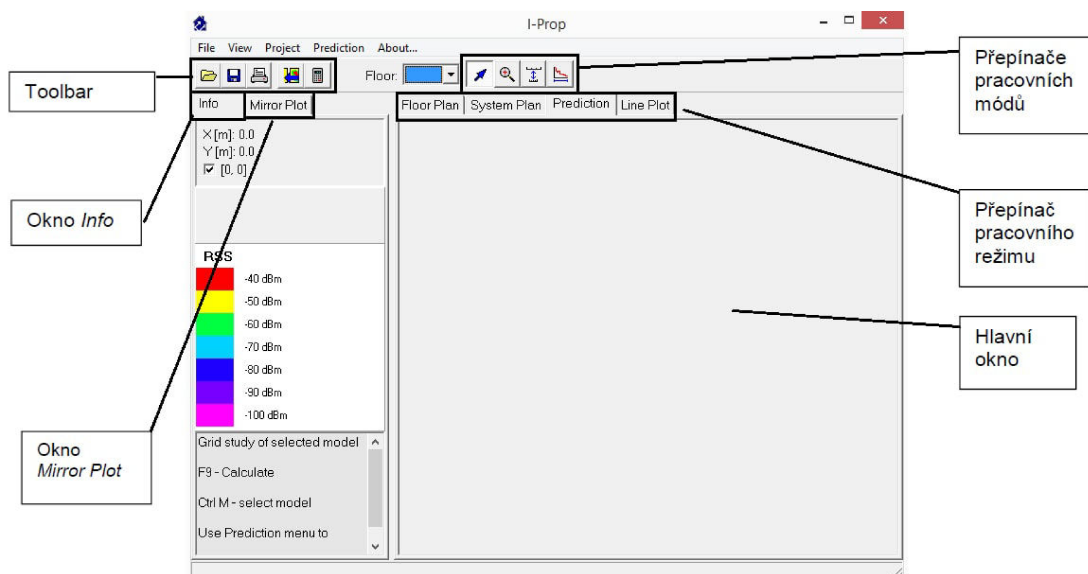 I-Prop
File View Project Prediction About...
Floor:
Info Mirror Plot
Floor Plan System Plan Prediction Line Plot
X [m]: 0.0
Y [m]: 0.0
[0, 0]
RSS
-40 dBm
-50 dBm
-60 dBm
-70 dBm
-80 dBm
-90 dBm
-100 dBm
Grid study of selected model
F9 - Calculate
Ctrl M - select model
Use Prediction menu to
Toolbar
Okno Info
Okno
Mirror Plot
Přepínače
pracovních
módů
Přepínač
pracovního
režimu
Hlavní
okno